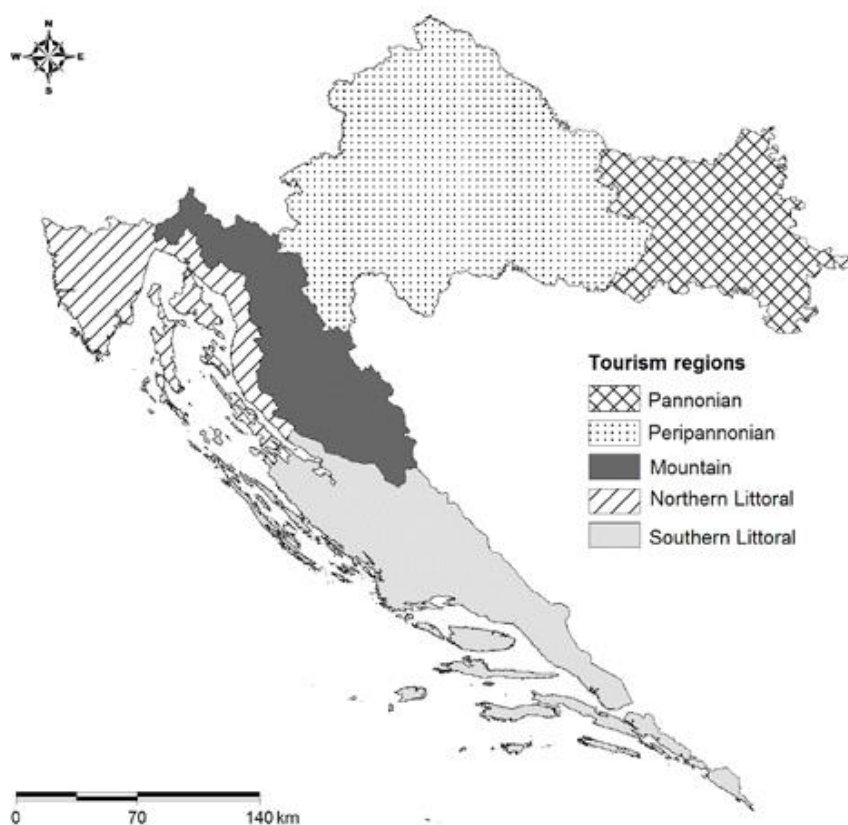 N
W E
S
Tourism regions
Pannonian
Peripannonian
Mountain
Northern Littoral
Southern Littoral
0 70 140 km